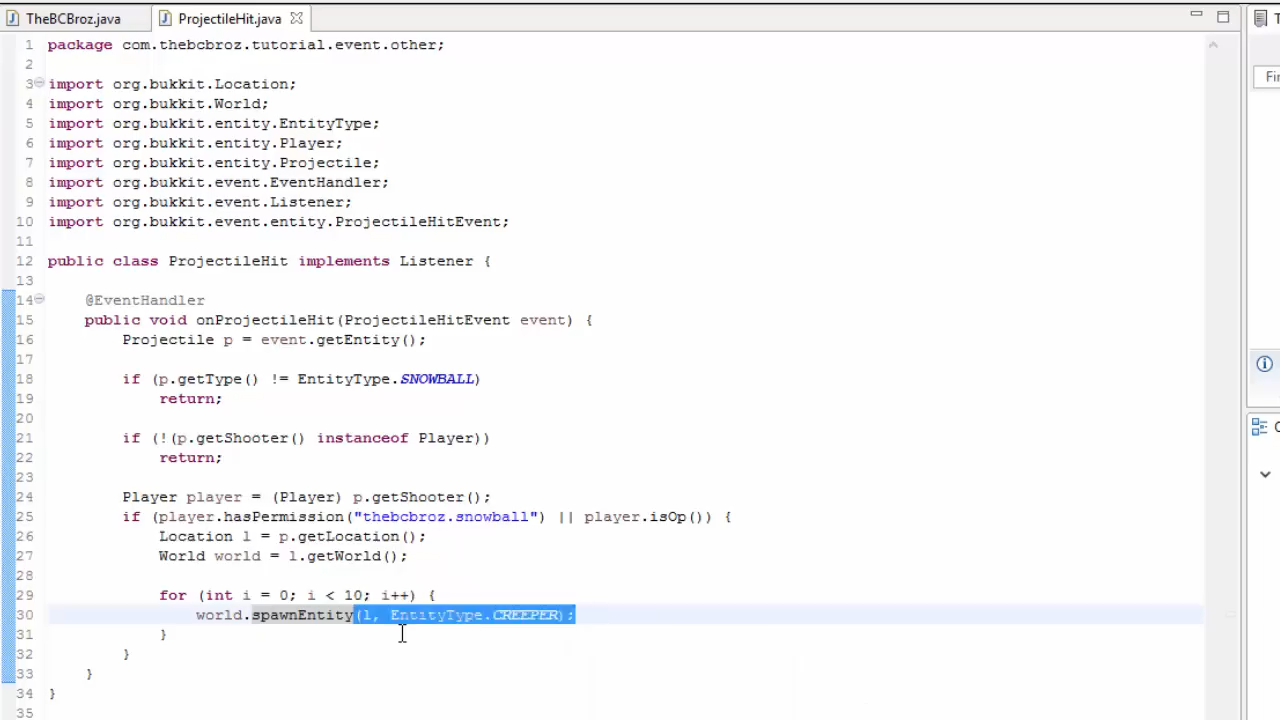 TheBCBroz.java
ProjectileHit.java
1 package com.thebcbroz.tutorial.event.other;
2
3 import org.bukkit.Location;
4 import org.bukkit.World;
5 import org.bukkit.entity.EntityType;
6 import org.bukkit.entity.Player;
7 import org.bukkit.entity.Projectile;
8 import org.bukkit.event.EventHandler;
9 import org.bukkit.event.Listener;
10 import org.bukkit.event.entity.ProjectileHitEvent;
11
12 public class ProjectileHit implements Listener {
13
14 @EventHandler
15 public void onProjectileHit(ProjectileHitEvent event) {
16 Projectile p = event.getEntity();
17
18 if (p.getType() != EntityType.SNOWBALL)
19 return;
20
21 if (!(p.getShooter() instanceof Player))
22 return;
23
24 Player player = (Player) p.getShooter();
25 if (player.hasPermission("thebcbroz.snowball") || player.isOp()) {
26 Location l = p.getLocation();
27 World world = l.getWorld();
28
29 for (int i = 0; i < 10; i++) {
30 world.spawnEntity(l, EntityType.CREEPER);
31 }
32 }
33 }
34 }
35